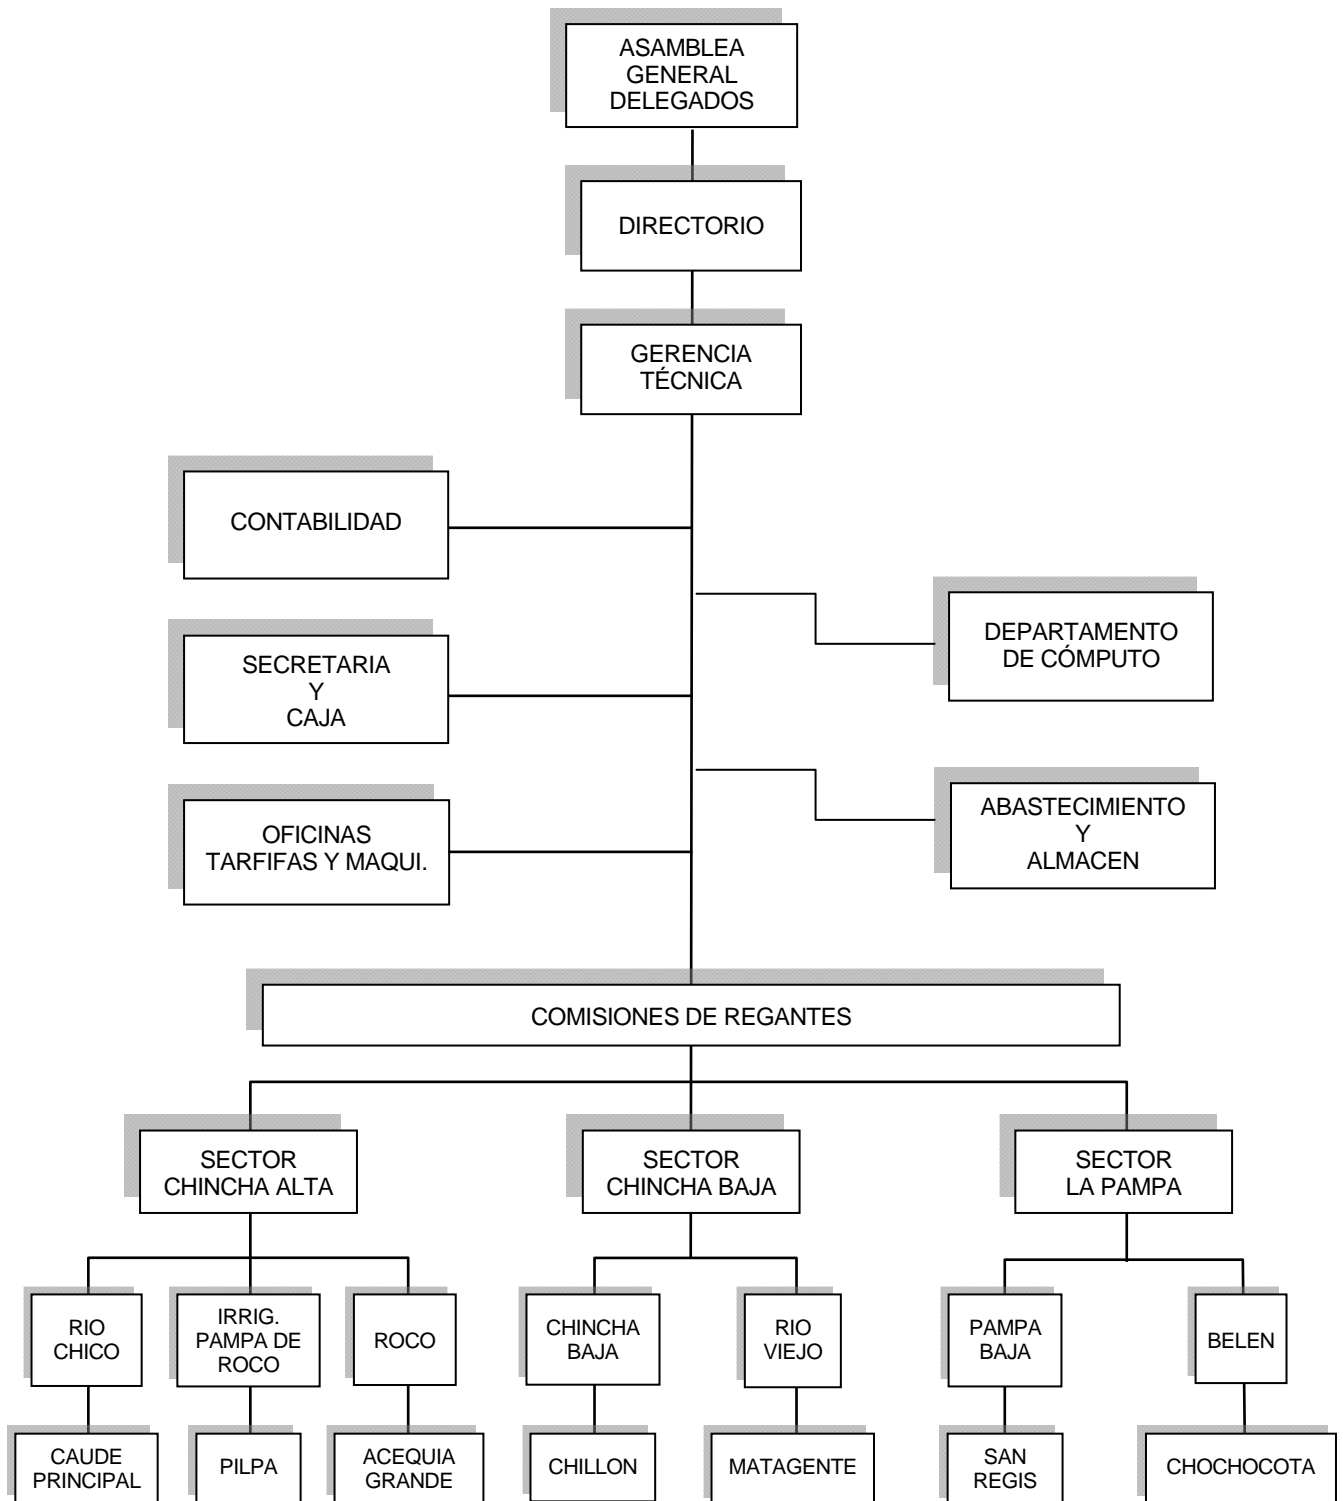 ASAMBLEA
GENERAL
DELEGADOS
DIRECTORIO
GERENCIA
TÉCNICA
CONTABILIDAD
DEPARTAMENTO
DE CÓMPUTO
SECRETARIA
Y
CAJA
ABASTECIMIENTO
Y
ALMACEN
OFICINAS
TARFIFAS Y MAQUI.
COMISIONES DE REGANTES
SECTOR
CHINCHA ALTA
SECTOR
CHINCHA BAJA
SECTOR
LA PAMPA
RIO
CHICO
IRRIG.
PAMPA DE
ROCO
ROCO
CHINCHA
BAJA
RIO
VIEJO
PAMPA
BAJA
BELEN
CAUDE
PRINCIPAL
PILPA
ACEQUIA
GRANDE
CHILLON
MATAGENTE
SAN
REGIS
CHOCHOCOTA